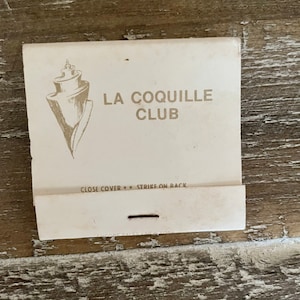 LA COQUILLE
CLUB
CLOSE COVER • • STRIKE ON BACK